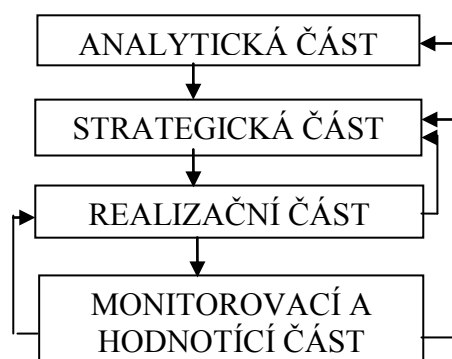 ANALYTICKÁ ČÁST
STRATEGICKÁ ČÁST
REALIZAČNÍ ČÁST
MONITOROVACÍ A
HODNOTÍCÍ ČÁST